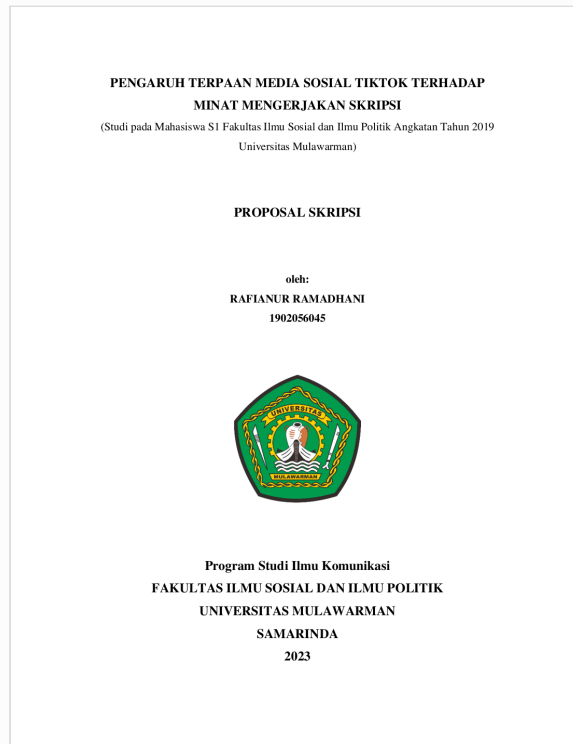 PENGARUH TERPAAN MEDIA SOSIAL TIKTOK TERHADAP
MINAT MENGERJAKAN SKRIPSI
(Studi pada Mahasiswa S1 Fakultas Ilmu Sosial dan Ilmu Politik Angkatan Tahun 2019
Universitas Mulawarman)
PROPOSAL SKRIPSI
oleh:
RAFIANUR RAMADHANI
1902056045
UNIVERSITAS
MULAWARMAN
Program Studi Ilmu Komunikasi
FAKULTAS ILMU SOSIAL DAN ILMU POLITIK
UNIVERSITAS MULAWARMAN
SAMARINDA
2023